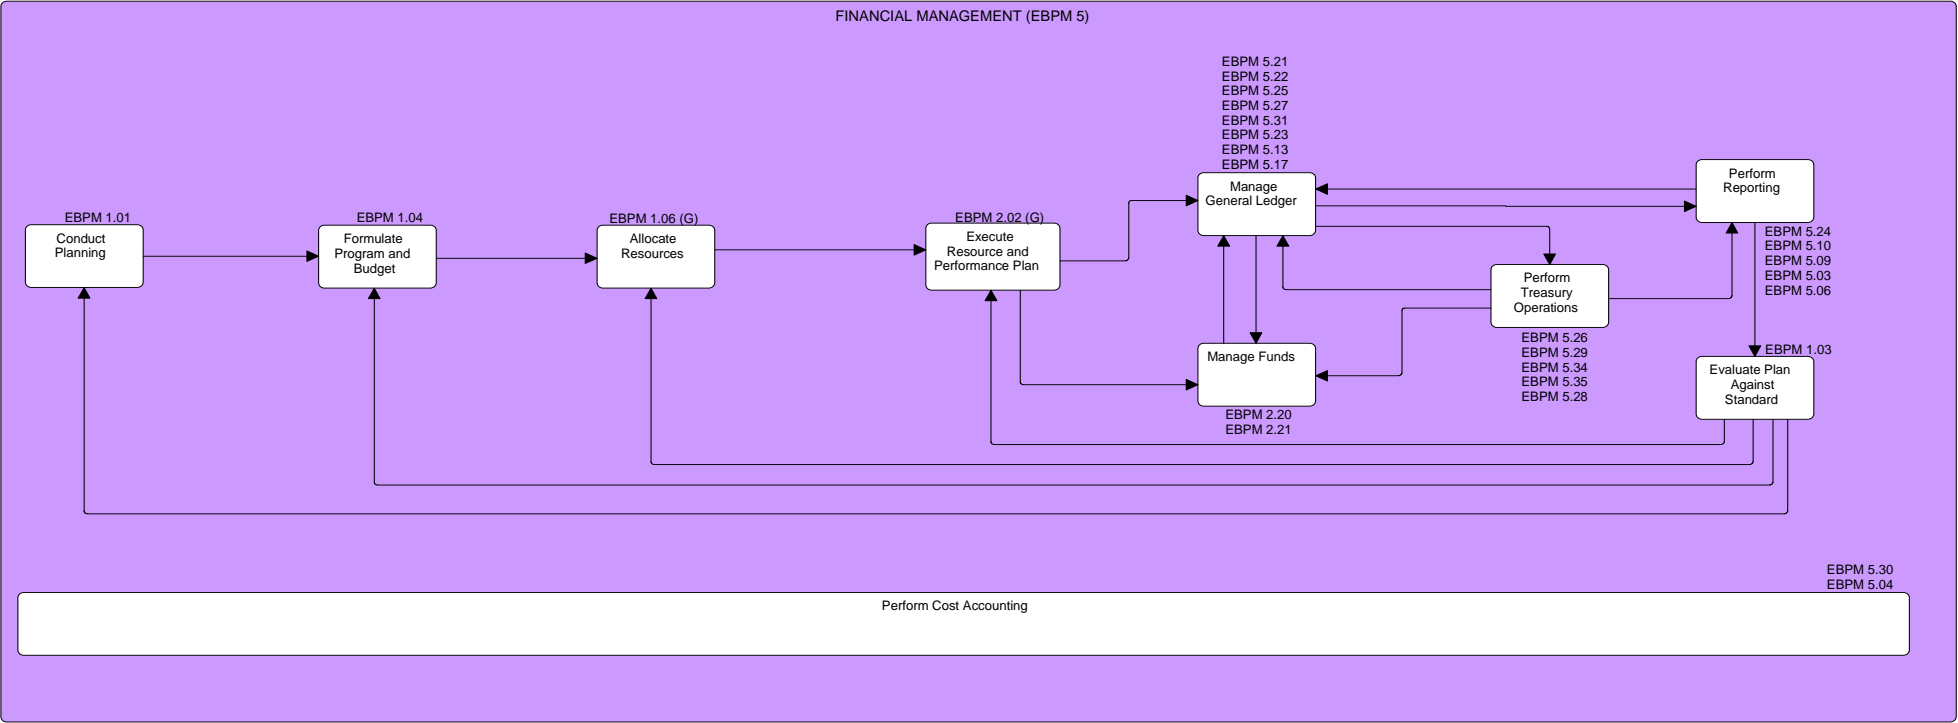 FINANCIAL MANAGEMENT (EBPM 5)
EBPM 1.01
Conduct
Planning
EBPM 1.04
Formulate
Program and
Budget
EBPM 1.06 (G)
Allocate
Resources
EBPM 2.02 (G)
Execute
Resource and
Performance Plan
EBPM 5.21
EBPM 5.22
EBPM 5.25
EBPM 5.27
EBPM 5.31
EBPM 5.23
EBPM 5.13
EBPM 5.17
Manage
General Ledger
Manage Funds
EBPM 2.20
EBPM 2.21
Perform
Treasury
Operations
EBPM 5.26
EBPM 5.29
EBPM 5.34
EBPM 5.35
EBPM 5.28
Perform
Reporting
EBPM 5.24
EBPM 5.10
EBPM 5.09
EBPM 5.03
EBPM 5.06
EBPM 1.03
Evaluate Plan
Against
Standard
EBPM 5.30
EBPM 5.04
Perform Cost Accounting